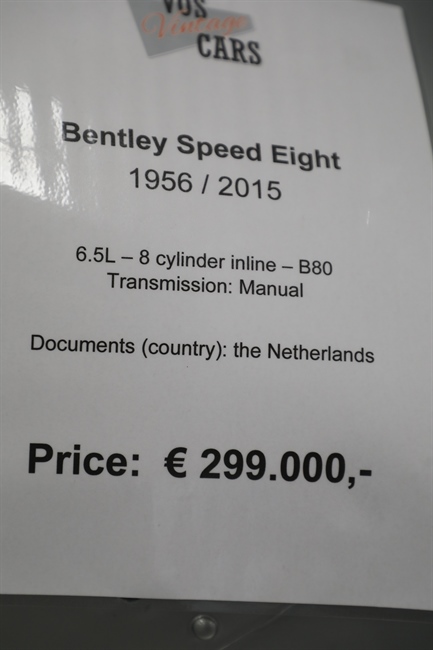 VOS
Vintage
CARS
Bentley Speed Eight
1956 / 2015
6.5L – 8 cylinder inline – B80
Transmission: Manual
Documents (country): the Netherlands
Price: € 299.000,-